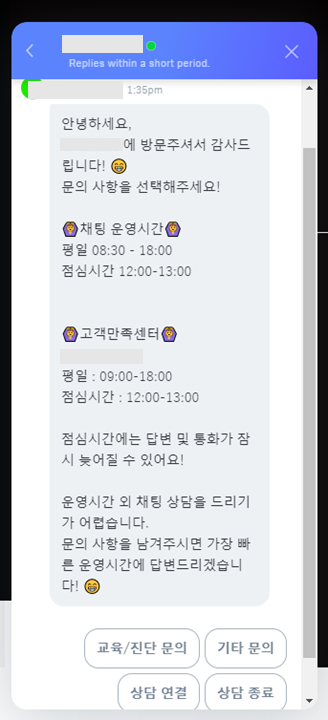 Replies within a short period.
1:35pm
안녕하세요,
에 방문주셔서 감사드
립니다! 😁
문의 사항을 선택해주세요!
🙆채팅 운영시간🙆
평일 08:30 - 18:00
점심시간 12:00-13:00
🙆고객만족센터🙆
평일 : 09:00-18:00
점심시간 : 12:00-13:00
점심시간에는 답변 및 통화가 잠
시 늦어질 수 있어요!
운영시간 외 채팅 상담을 드리기
가 어렵습니다.
문의 사항을 남겨주시면 가장 빠
른 운영시간에 답변드리겠습니
다! 😁
교육/진단 문의 기타 문의
상담 연결 상담 종료